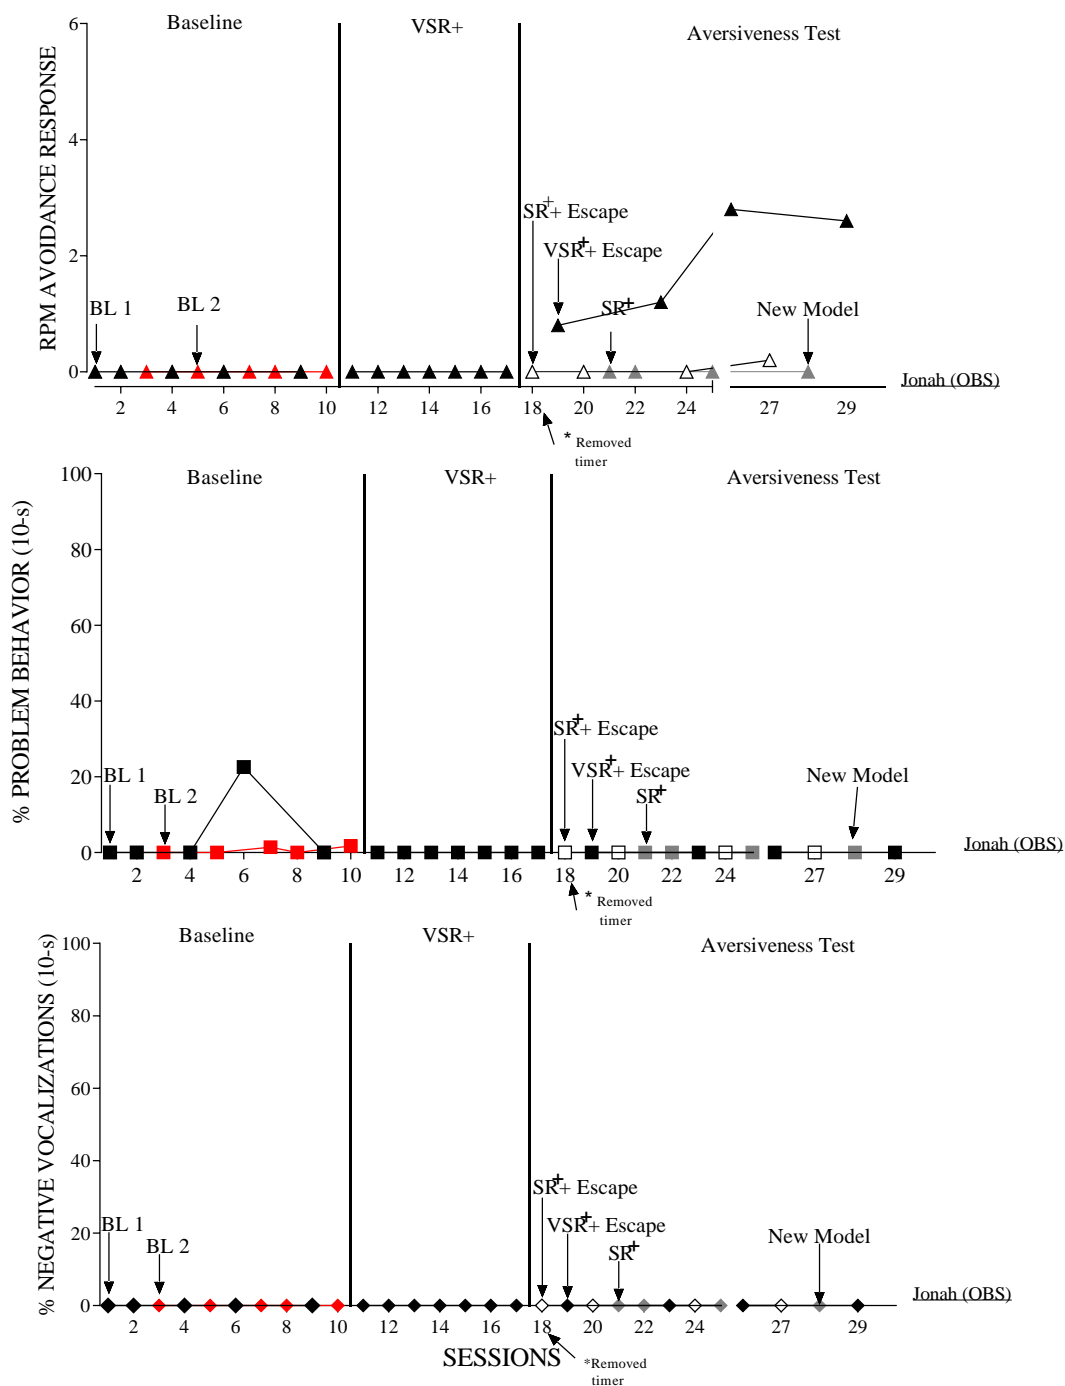 Baseline VSR+ Aversiveness Test
RPM AVOIDANCE RESPONSE
6
4
2
0
SR+ + Escape
VSR+ + Escape
SR+
BL 1
BL 2
New Model
Jonah (OBS)
2 4 6 8 10 12 14 16 18 20 22 24 27 29
* Removed
timer
Baseline VSR+ Aversiveness Test
% PROBLEM BEHAVIOR (10-s)
100
80
60
40
20
0
SR+ + Escape
VSR+ + Escape
SR+
BL 1
BL 2
New Model
Jonah (OBS)
2 4 6 8 10 12 14 16 18 20 22 24 27 29
* Removed
timer
Baseline VSR+ Aversiveness Test
% NEGATIVE VOCALIZATIONS (10-s)
100
80
60
40
20
0
SR+ + Escape
VSR+ + Escape
SR+
BL 1
BL 2
New Model
Jonah (OBS)
2 4 6 8 10 12 14 16 18 20 22 24 27 29
SESSIONS
*Removed
timer